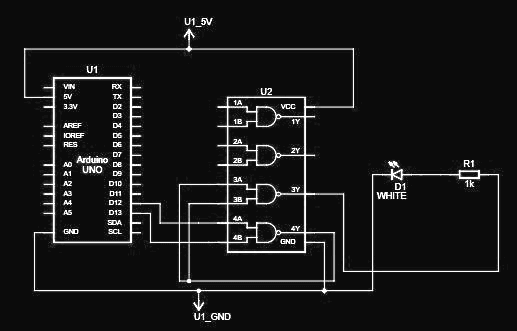 U1_5V
U1
VIN
5V
3.3V
AREF
IOREF
RES
A0
A1
A2
A3
A4
A5
GND
Arduino
UNO
RX
TX
D2
D3
D4
D5
D6
D7
D8
D9
D10
D11
D12
D13
SDA
SCL
U2
1A
1B
2A
2B
3A
3B
4A
4B
VCC
1Y
2Y
3Y
4Y
GND
D1
WHITE
R1
1k
U1_GND